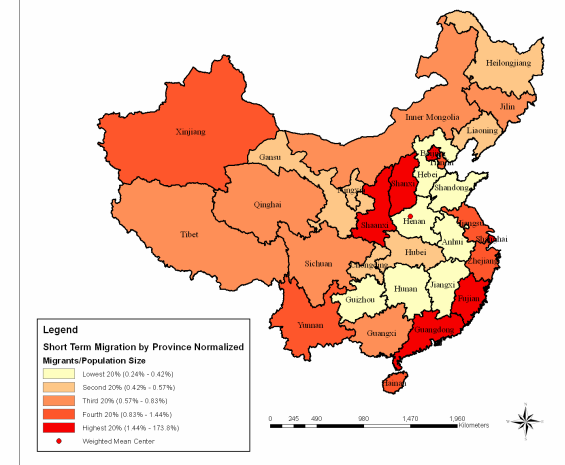 Heilongjiang
Jilin
Inner Mongolia
Liaoning
Xinjiang
Gansu
Hebei
Shanxi
Shandong
Qinghai
Henan
Shaanxi
Tibet
Anhui
Hubei
Sichuan
Zhejiang
Hunan
Jiangxi
Guizhou
Fujian
Yunnan
Guangxi
Guangdong
Hainan
Legend
Short Term Migration by Province Normalized
Migrants/Population Size
Lowest 20% (0.24% - 0.42%)
Second 20% (0.42% - 0.57%)
Third 20% (0.57% - 0.83%)
Fourth 20% (0.83% - 1.44%)
Highest 20% (1.44% - 173.8%)
Weighted Mean Center
0 245 490 980 1,470 1,960
Kilometers